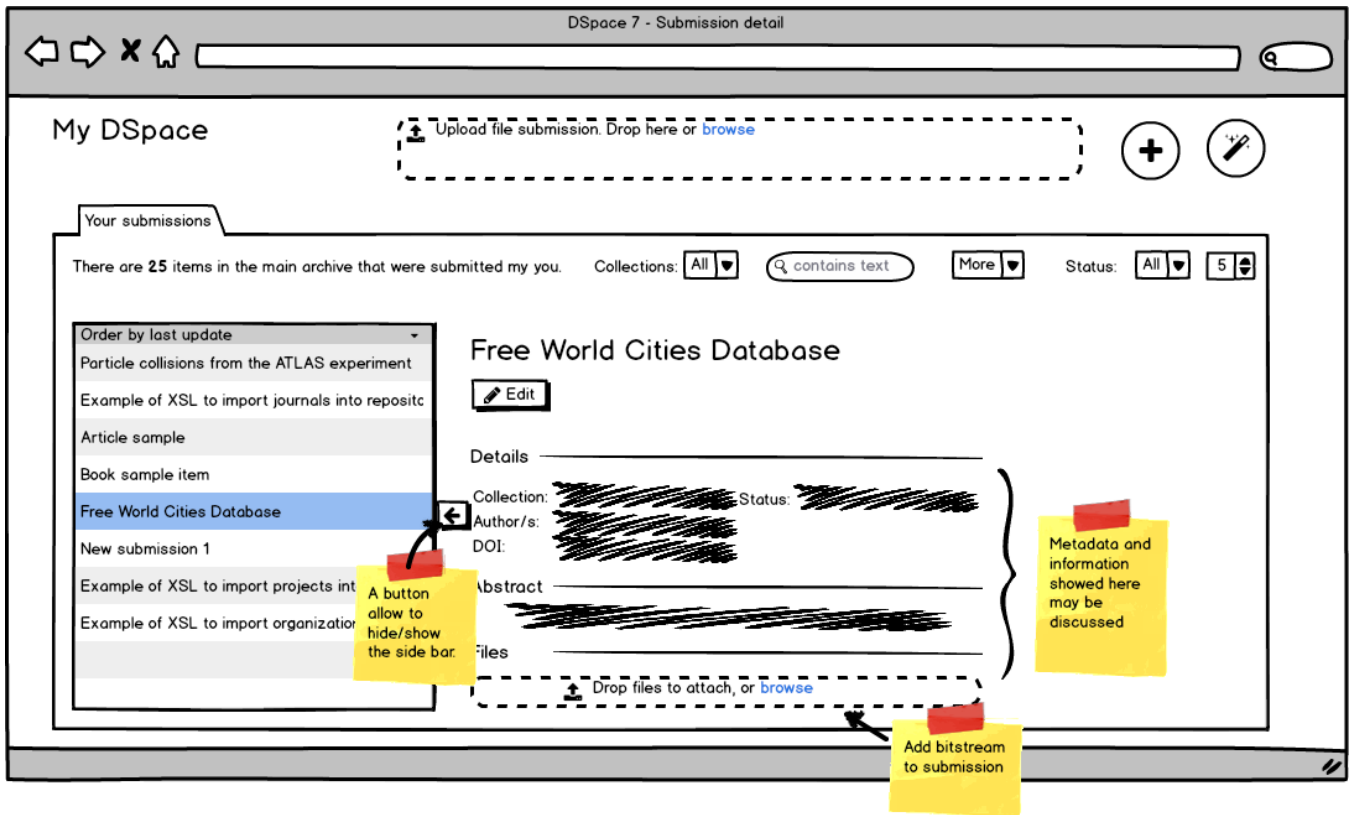 DSpace 7 - Submission detail
My DSpace
Upload file submission. Drop here or browse
Your submissions
There are 25 items in the main archive that were submitted my you.
Collections: All
contains text
More
Status: All
5
Order by last update
Particle collisions from the ATLAS experiment
Example of XSL to import journals into reposito
Article sample
Book sample item
Free World Cities Database
New submission 1
Example of XSL to import projects int
Example of XSL to import organization
A button
allow to
hide/show
the side bar.
Free World Cities Database
Edit
Details
Collection:
Status:
Author/s:
DOI:
Abstract
Files
Drop files to attach, or browse
Metadata and
information
showed here
may be
discussed
Add bitstream
to submission